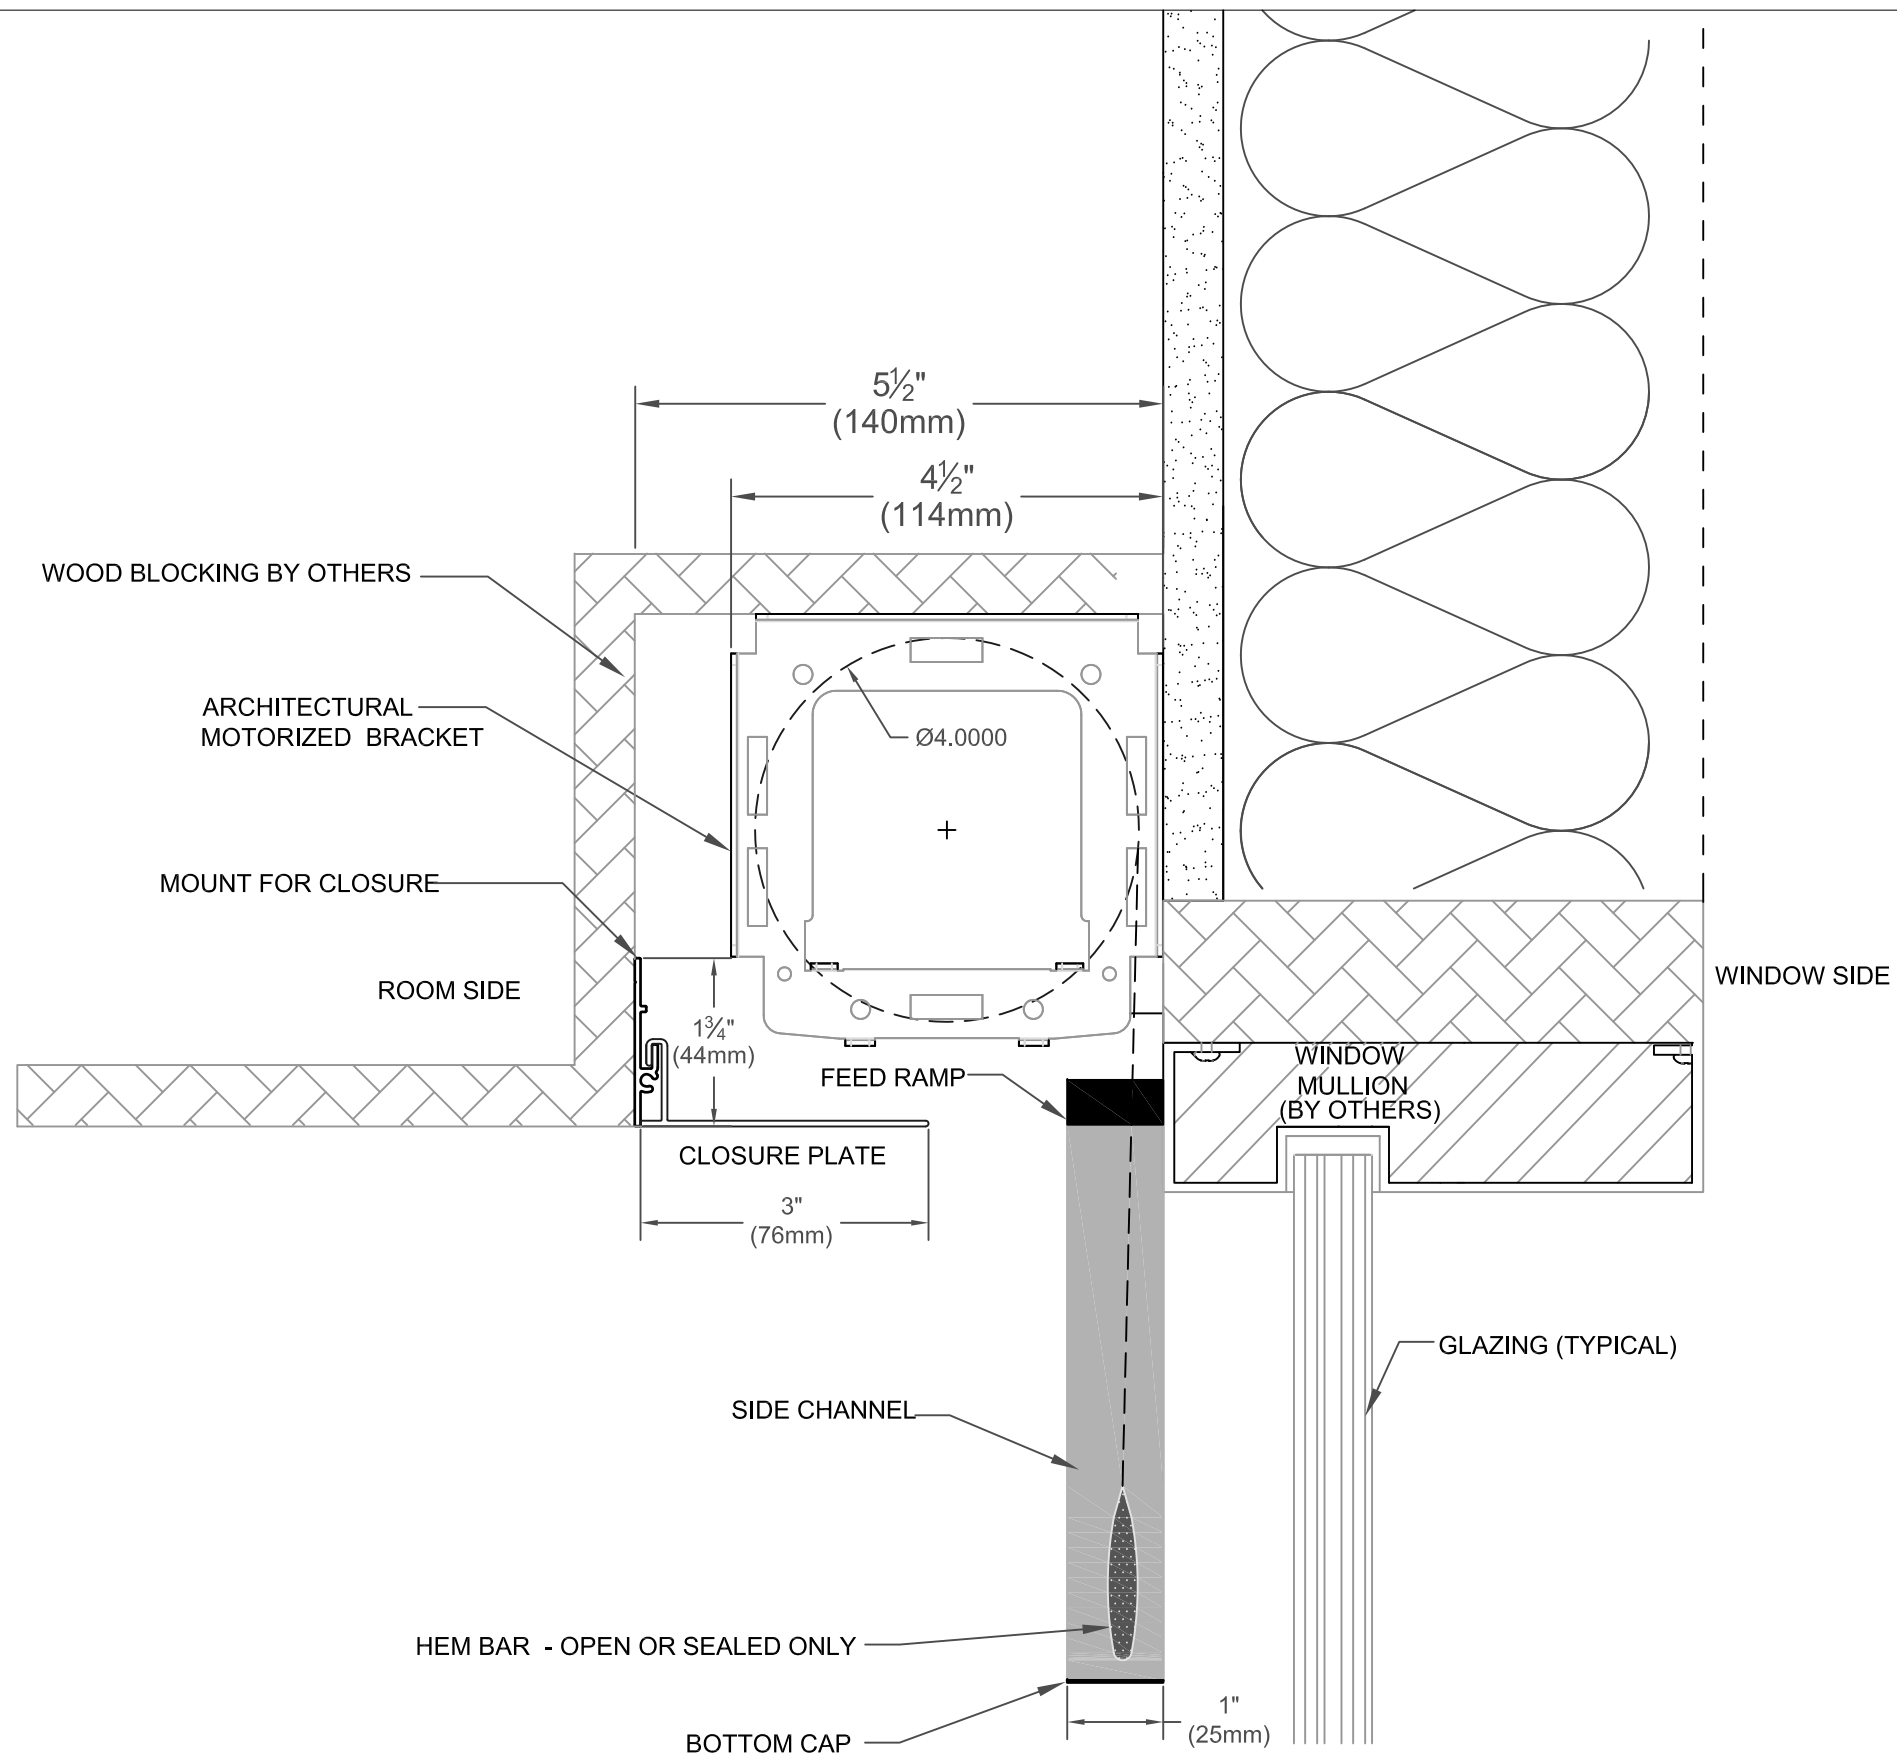 5½"
(140mm)
4½"
(114mm)
WOOD BLOCKING BY OTHERS
ARCHITECTURAL
MOTORIZED BRACKET
Ø4.0000
MOUNT FOR CLOSURE
ROOM SIDE
WINDOW SIDE
1¾"
(44mm)
FEED RAMP
WINDOW
MULLION
(BY OTHERS)
CLOSURE PLATE
3"
(76mm)
GLAZING (TYPICAL)
SIDE CHANNEL
HEM BAR - OPEN OR SEALED ONLY
1"
(25mm)
BOTTOM CAP